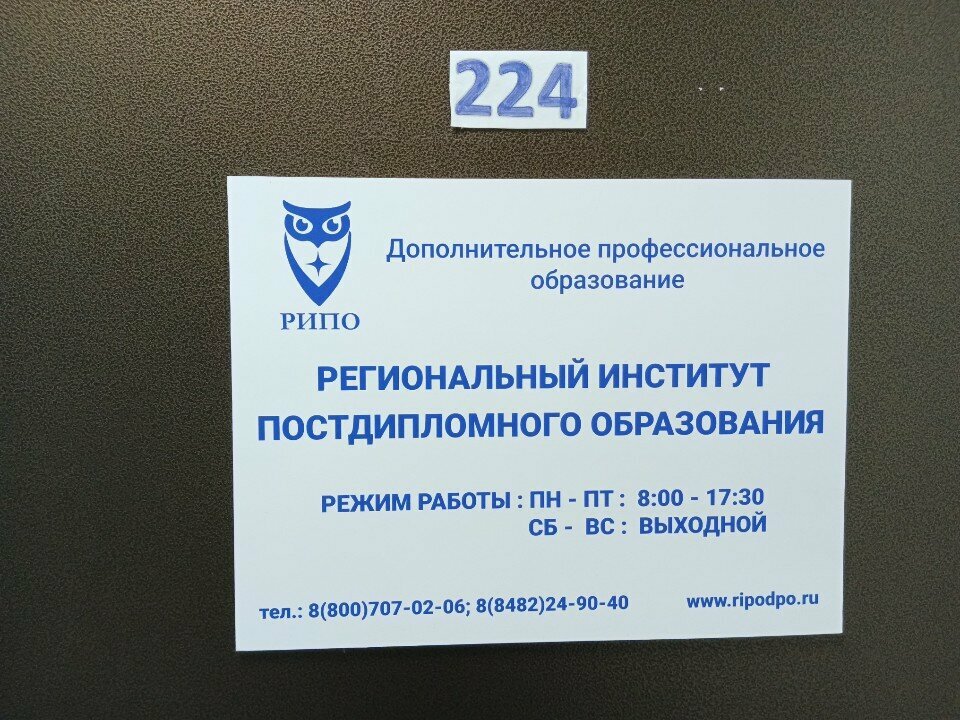 224
Дополнительное профессиональное
образование
РИПО
РЕГИОНАЛЬНЫЙ ИНСТИТУТ
ПОСТДИПЛОМНОГО ОБРАЗОВАНИЯ
РЕЖИМ РАБОТЫ : ПН - ПТ : 8:00 - 17:30
СБ - ВС : ВЫХОДНОЙ
тел.: 8(800)707-02-06; 8(8482)24-90-40 www.ripodpo.ru